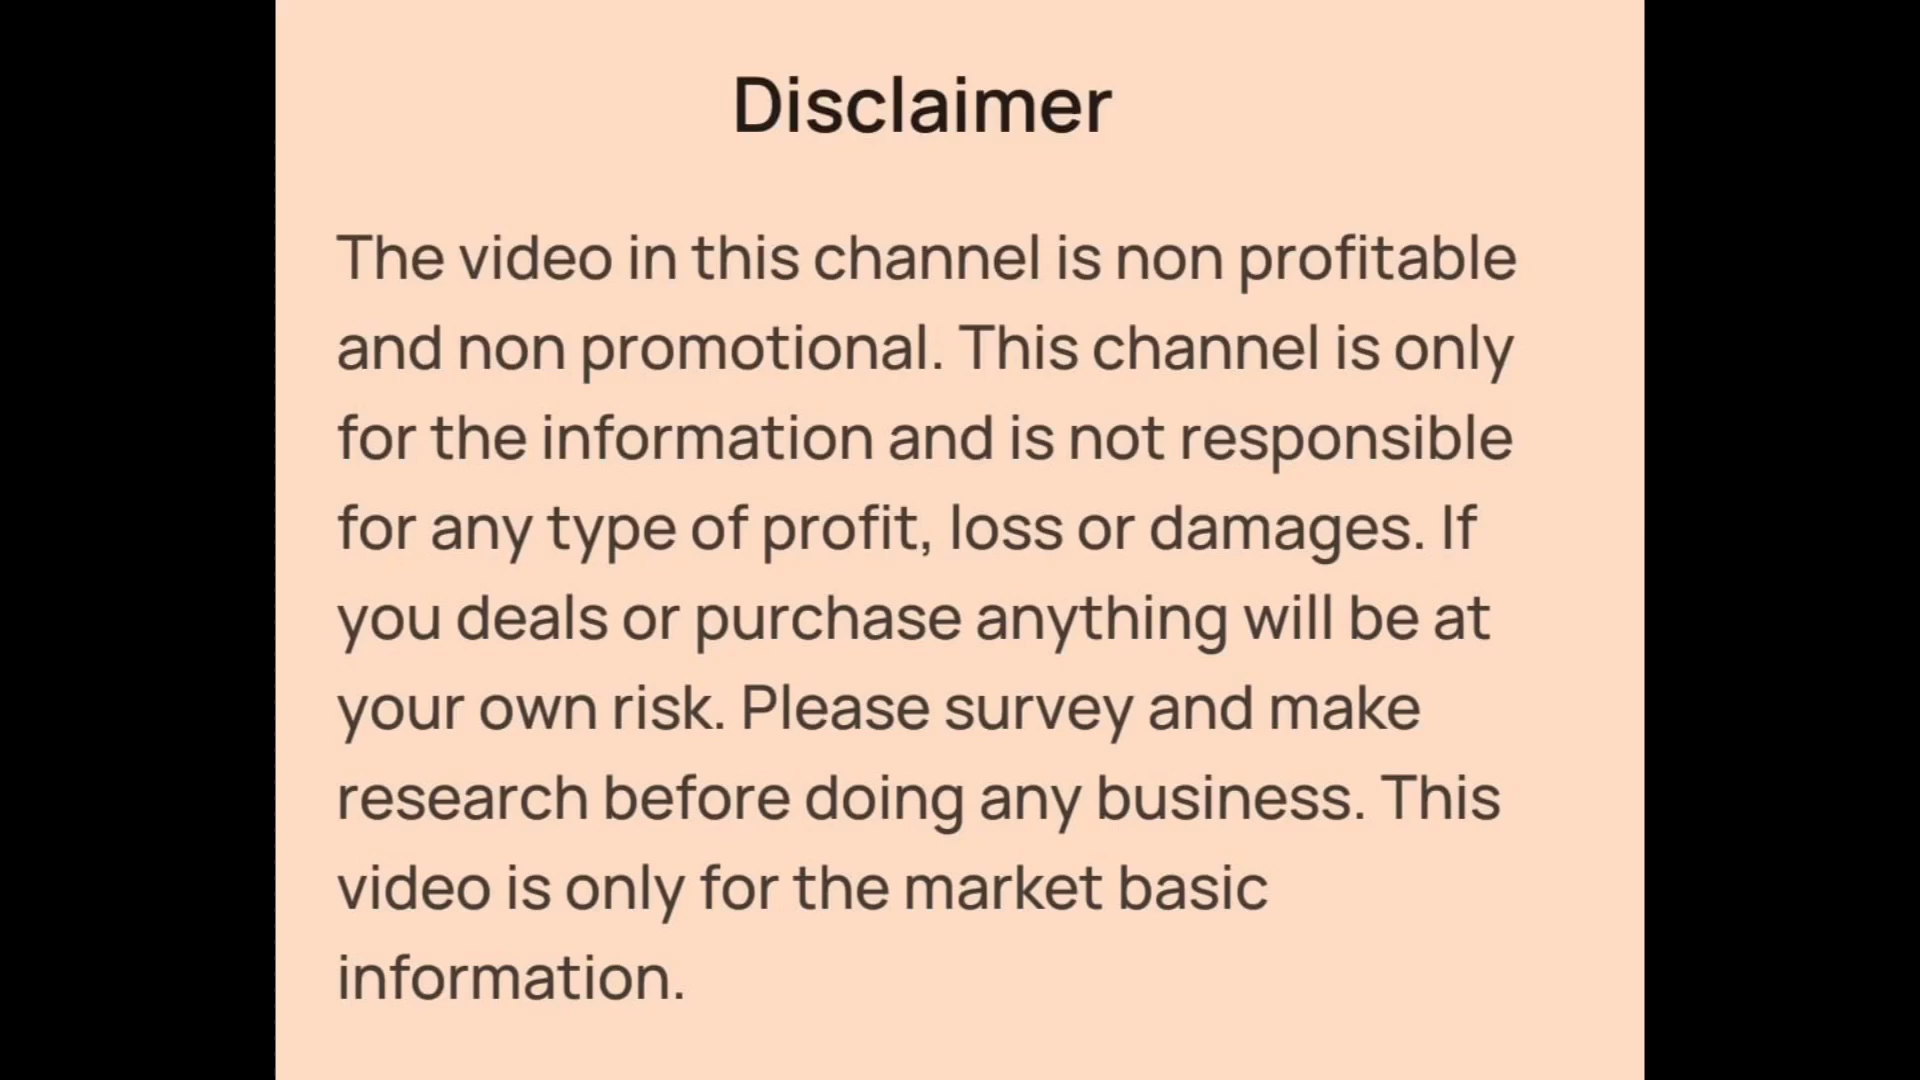 Disclaimer
The video in this channel is non profitable
and non promotional. This channel is only
for the information and is not responsible
for any type of profit, loss or damages. If
you deals or purchase anything will be at
your own risk. Please survey and make
research before doing any business. This
video is only for the market basic
information.